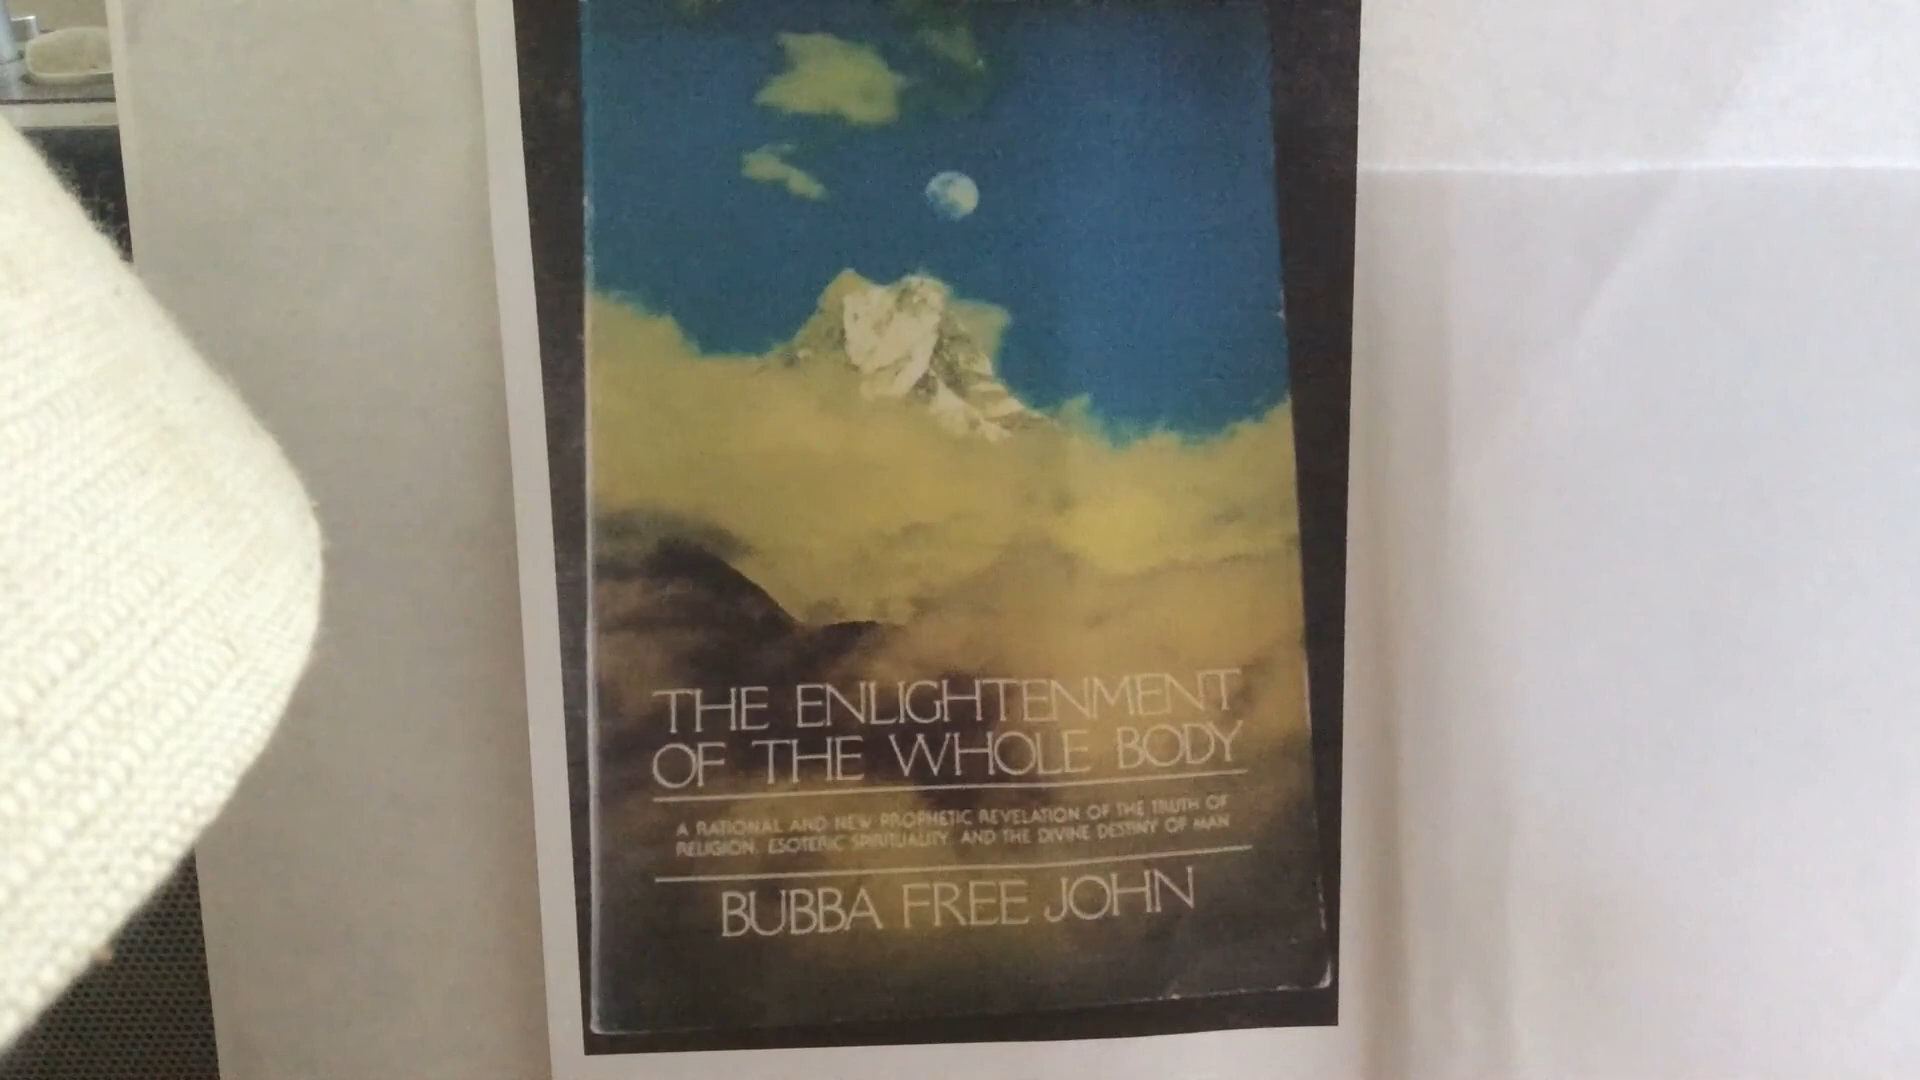 THE ENLIGHTENMENT
OF THE WHOLE BODY
A RATIONAL AND NEW PROPHETIC REVELATION OF THE TRUTH OF
RELIGION, ESOTERIC SPIRITUALITY, AND THE DIVINE DESTINY OF MAN
BUBBA FREE JOHN